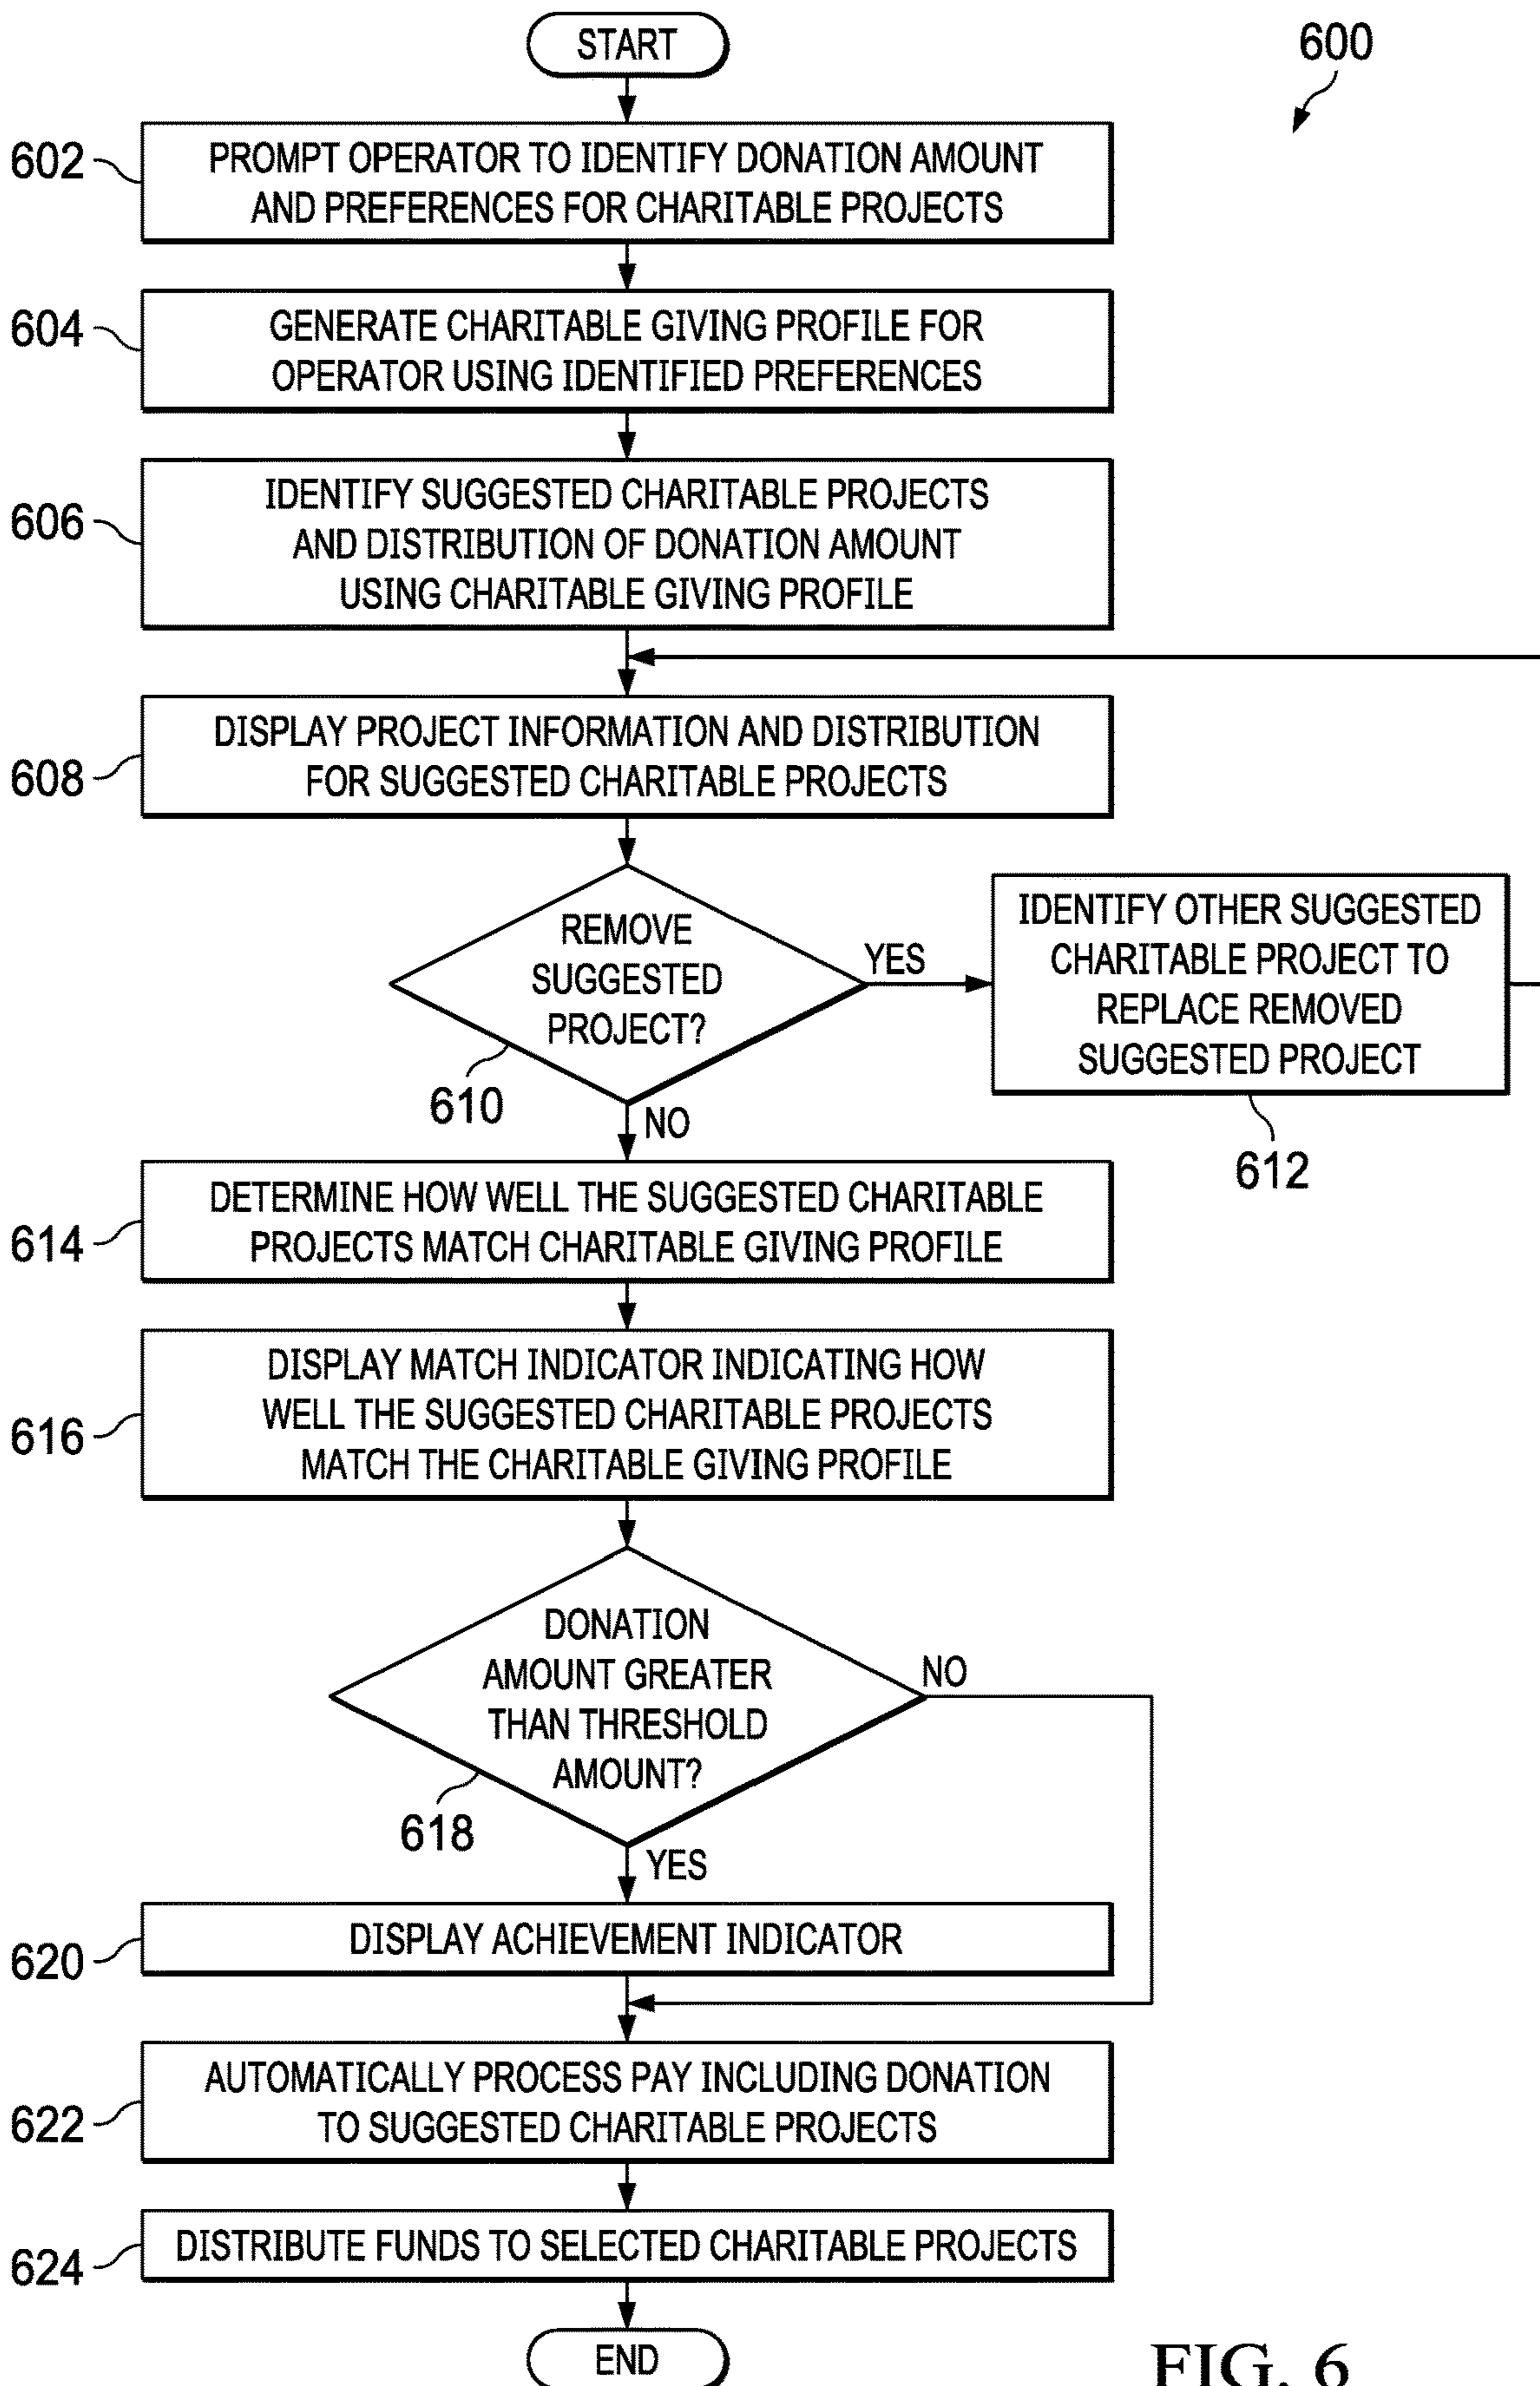 START
600
602
PROMPT OPERATOR TO IDENTIFY DONATION AMOUNT
AND PREFERENCES FOR CHARITABLE PROJECTS
604
GENERATE CHARITABLE GIVING PROFILE FOR
OPERATOR USING IDENTIFIED PREFERENCES
606
IDENTIFY SUGGESTED CHARITABLE PROJECTS
AND DISTRIBUTION OF DONATION AMOUNT
USING CHARITABLE GIVING PROFILE
608
DISPLAY PROJECT INFORMATION AND DISTRIBUTION
FOR SUGGESTED CHARITABLE PROJECTS
REMOVE
SUGGESTED
PROJECT?
610
YES
IDENTIFY OTHER SUGGESTED
CHARITABLE PROJECT TO
REPLACE REMOVED
SUGGESTED PROJECT
612
NO
614
DETERMINE HOW WELL THE SUGGESTED CHARITABLE
PROJECTS MATCH CHARITABLE GIVING PROFILE
616
DISPLAY MATCH INDICATOR INDICATING HOW
WELL THE SUGGESTED CHARITABLE PROJECTS
MATCH THE CHARITABLE GIVING PROFILE
DONATION
AMOUNT GREATER
THAN THRESHOLD
AMOUNT?
618
NO
YES
620
DISPLAY ACHIEVEMENT INDICATOR
622
AUTOMATICALLY PROCESS PAY INCLUDING DONATION
TO SUGGESTED CHARITABLE PROJECTS
624
DISTRIBUTE FUNDS TO SELECTED CHARITABLE PROJECTS
END
FIG. 6